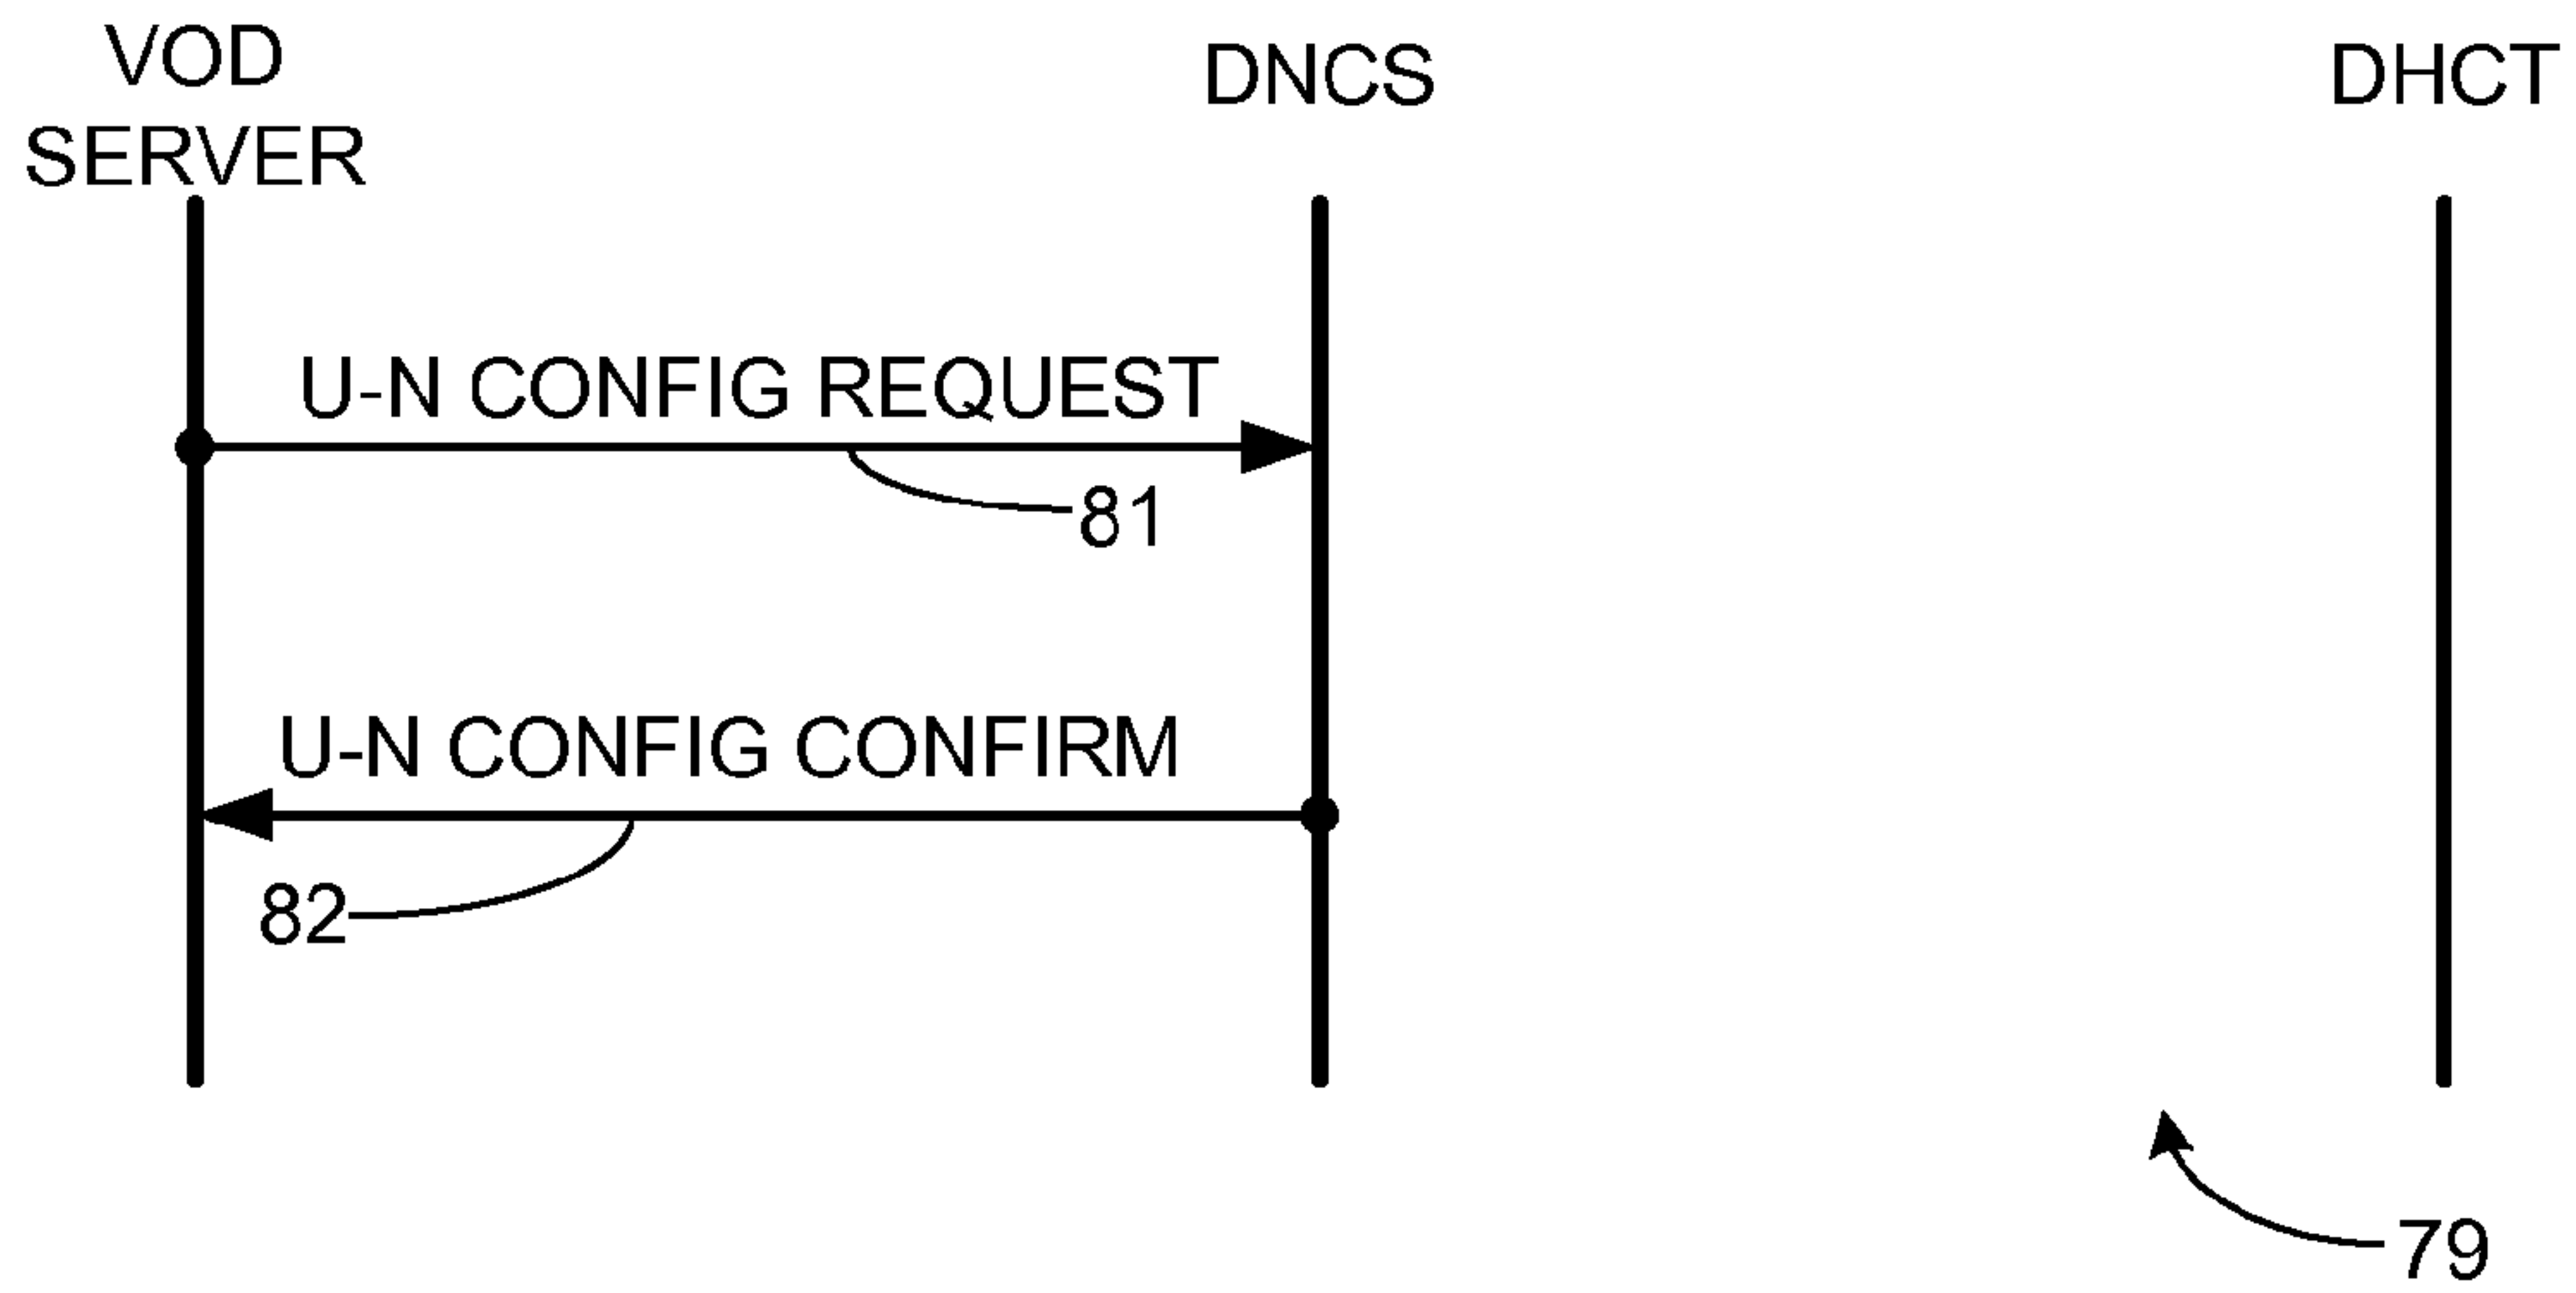 VOD
SERVER
DNCS
DHCT
U-N CONFIG REQUEST
81
U-N CONFIG CONFIRM
82
79